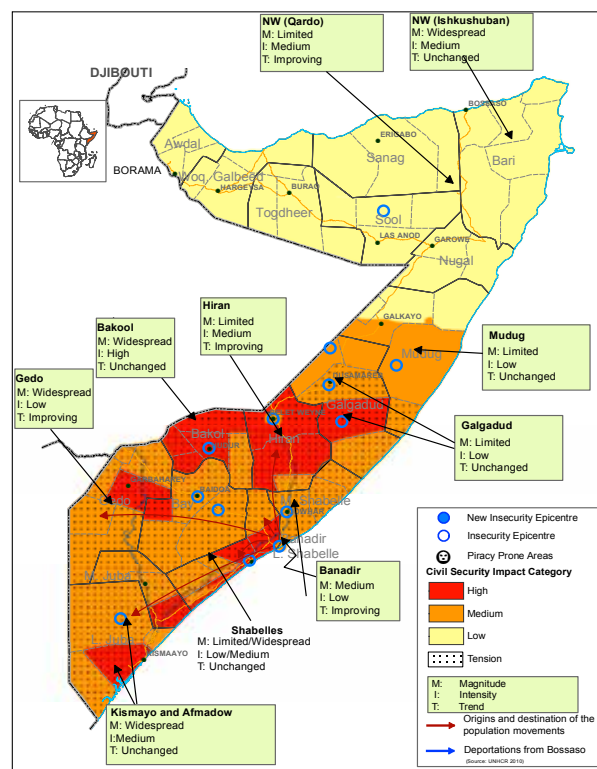 NW (Qardo)
M: Limited
I: Medium
T: Improving
NW (Ishkushuban)
M: Widespread
I: Medium
T: Unchanged
DJIBOUTI
BOSSASO
Awdal
ERIGABO
Sanag
Bari
BORAMA
Woq. Galbeed
HARGEYSA
BURAO
Togdheer
Sool
LAS ANOD
GAROWE
Nugal
Hiran
M: Limited
I: Medium
T: Improving
GALKAYO
Bakool
M: Widespread
I: High
T: Unchanged
Mudug
M: Limited
I: Low
T: Unchanged
Mudug
Gedo
M: Widespread
I: Low
T: Improving
Galgadud
Galgadud
M: Limited
I: Low
T: Unchanged
Bakol
Hiran
Shabelle
L. Shabelle
Banadir
M: Medium
I: Low
T: Improving
Shabelles
M: Limited/Widespread
I: Low/Medium
T: Unchanged
KISMAAYO
Kismayo and Afmadow
M: Widespread
I:Medium
T: Unchanged
New Insecurity Epicentre
Insecurity Epicentre
Piracy Prone Areas
Civil Security Impact Category
High
Medium
Low
Tension
M: Magnitude
I: Intensity
T: Trend
Origins and destination of the
population movements
Deportations from Bossaso
(Source: UNHCR 2010)